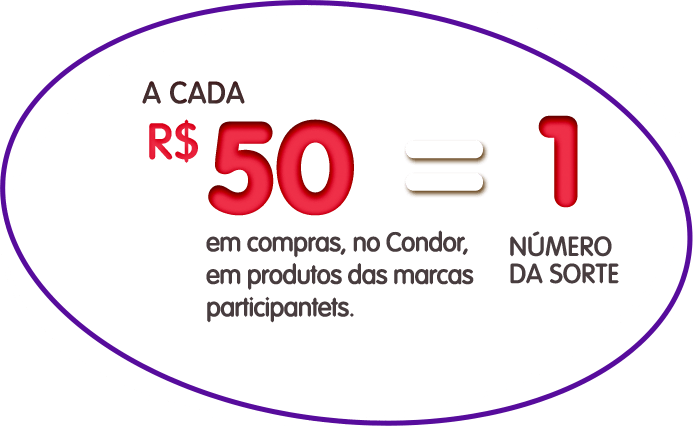 A CADA
R$ 50 = 1
em compras, no Condor,
em produtos das marcas
participantets.
NÚMERO
DA SORTE